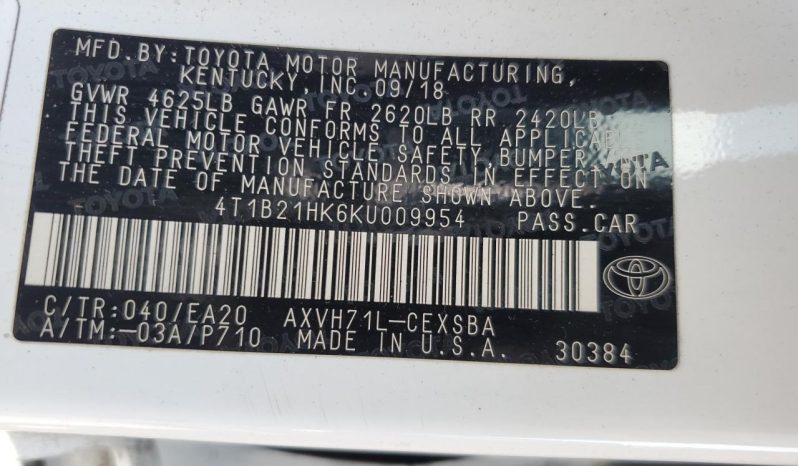 MFD.BY:TOYOTA MOTOR MANUFACTURING,
KENTUCKY,INC.09/18
GVWR 4625LB GAWR FR 2620LB RR 2420LB
THIS VEHICLE CONFORMS TO ALL APPLICABLE
FEDERAL MOTOR VEHICLE SAFETY,BUMPER,AND
THEFT PREVENTION STANDARDS IN EFFECT ON
THE DATE OF MANUFACTURE SHOWN ABOVE.
4T1B21HK6KU009954 PASS.CAR
C/TR:040/EA20 AXVH71L-CEXSBA
A/TM:-03A/P710 MADE IN U.S.A. 30384